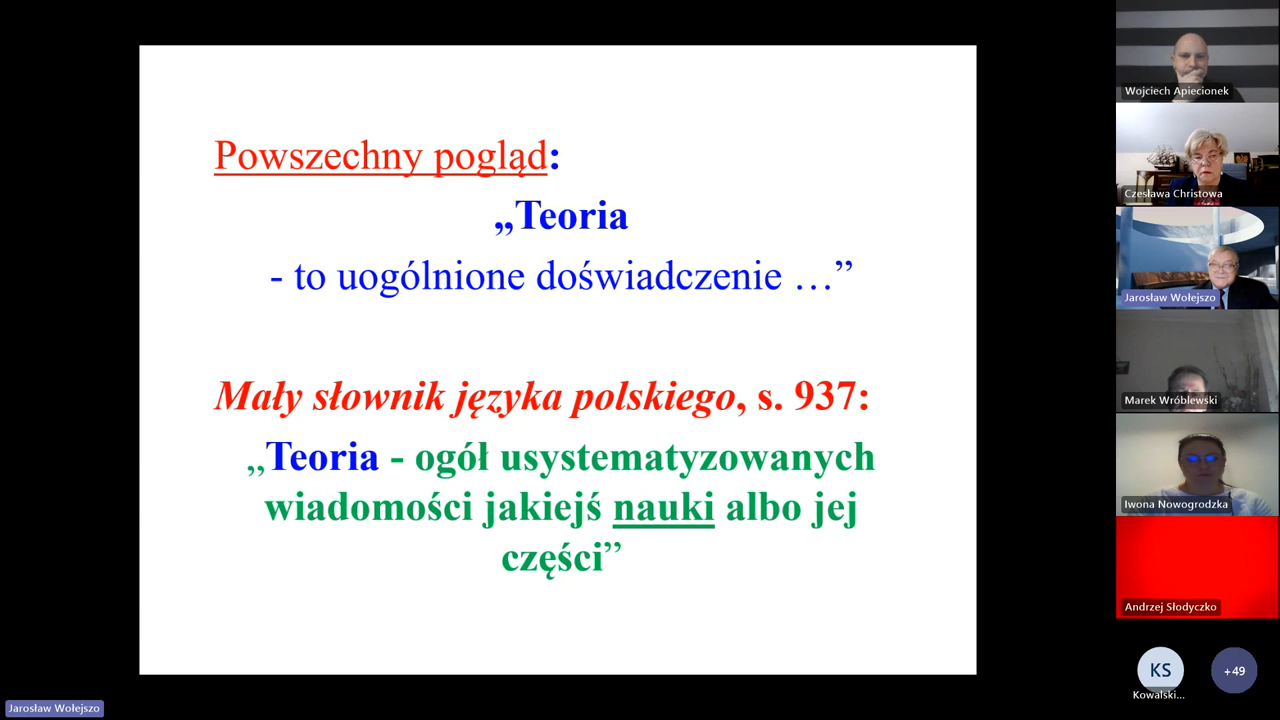 Powszechny pogląd:
„Teoria
- to uogólnione doświadczenie …”
Mały słownik języka polskiego, s. 937:
„Teoria - ogół usystematyzowanych
wiadomości jakiejś nauki albo jej
części”
Wojciech Apiecionek
Czesława Christowa
Jarosław Wołejszo
Marek Wróblewski
Iwona Nowogrodzka
Andrzej Słodyczko
KS
Kowalski...
+49
Jarosław Wołejszo